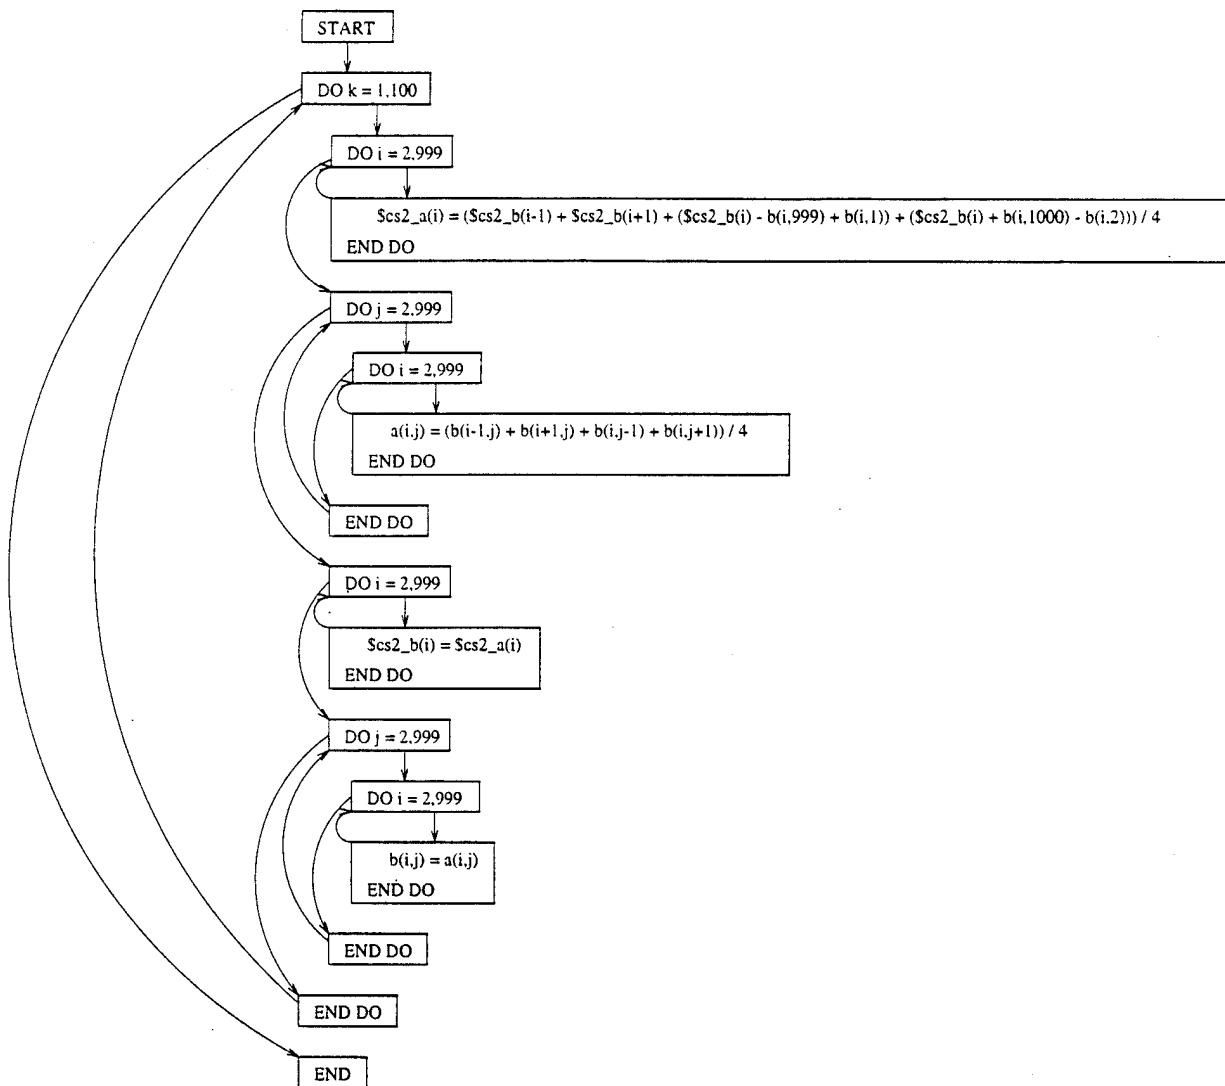 START
DO k = 1,100
DO i = 2,999
$cs2_a(i) = ($cs2_b(i-1) + $cs2_b(i+1) + ($cs2_b(i) - b(i,999) + b(i,1)) + ($cs2_b(i) + b(i,1000) - b(i,2))) / 4
END DO
DO j = 2,999
DO i = 2,999
a(i,j) = (b(i-1,j) + b(i+1,j) + b(i,j-1) + b(i,j+1)) / 4
END DO
END DO
DO i = 2,999
$cs2_b(i) = $cs2_a(i)
END DO
DO j = 2,999
DO i = 2,999
b(i,j) = a(i,j)
END DO
END DO
END DO
END